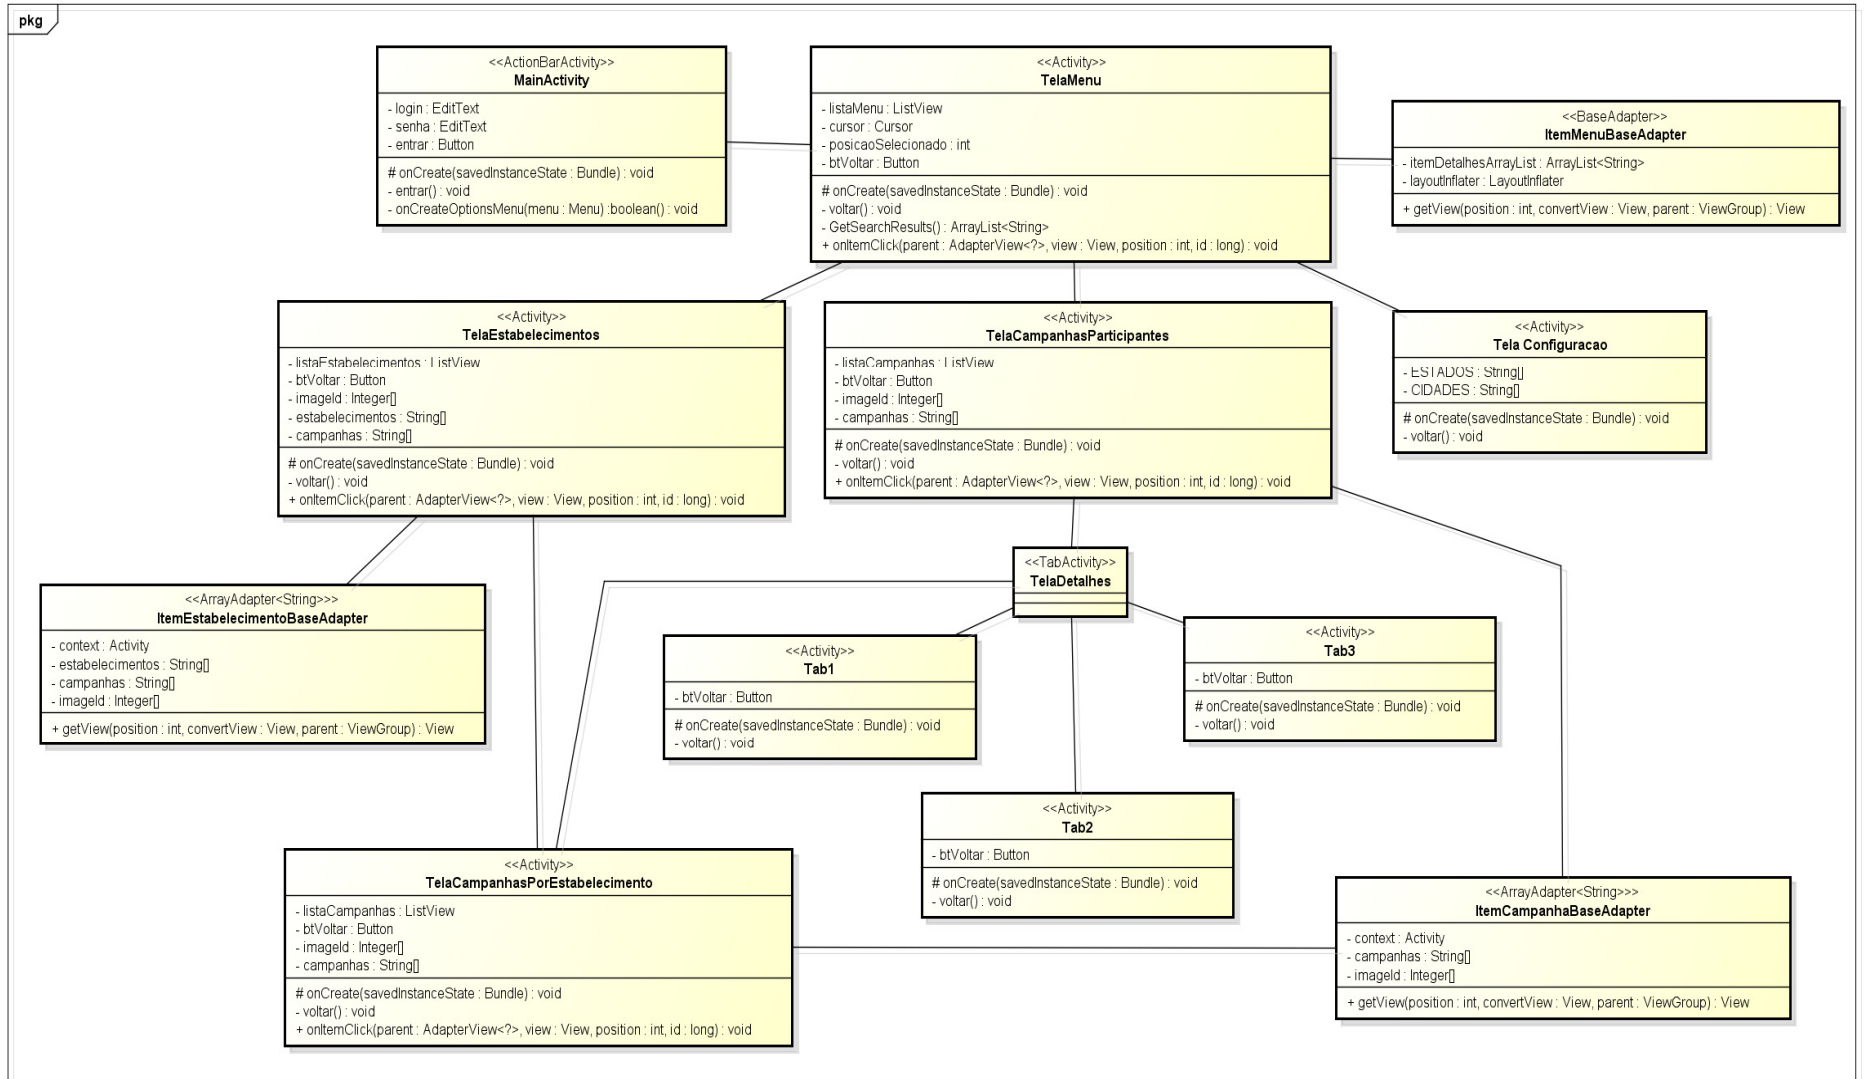 pkg
<<ActionBarActivity>>
MainActivity
- login : EditText
- senha : EditText
- entrar : Button
# onCreate(savedInstanceState : Bundle) : void
- entrar() : void
- onCreateOptionsMenu(menu : Menu) :boolean() : void
<<Activity>>
TelaMenu
- listaMenu : ListView
- cursor : Cursor
- posicaoSelecionado : int
- btVoltar : Button
# onCreate(savedInstanceState : Bundle) : void
- voltar() : void
- GetSearchResults() : ArrayList<String>
+ onItemClick(parent : AdapterView<?>, view : View, position : int, id : long) : void
<<BaseAdapter>>
ItemMenuBaseAdapter
- itemDetalhesArrayList : ArrayList<String>
- layoutInflater : LayoutInflater
+ getView(position : int, convertView : View, parent : ViewGroup) : View
<<Activity>>
TelaEstabelecimentos
- listaEstabelecimentos : ListView
- btVoltar : Button
- imageId : Integer[]
- estabelecimentos : String[]
- campanhas : String[]
# onCreate(savedInstanceState : Bundle) : void
- voltar() : void
+ onItemClick(parent : AdapterView<?>, view : View, position : int, id : long) : void
<<Activity>>
TelaCampanhasParticipantes
- listaCampanhas : ListView
- btVoltar : Button
- imageId : Integer[]
- campanhas : String[]
# onCreate(savedInstanceState : Bundle) : void
- voltar() : void
+ onItemClick(parent : AdapterView<?>, view : View, position : int, id : long) : void
<<Activity>>
Tela Configuracao
- ESTADOS : String[]
- CIDADES : String[]
# onCreate(savedInstanceState : Bundle) : void
- voltar() : void
<<ArrayAdapter<String>>>
ItemEstabelecimentoBaseAdapter
- context : Activity
- estabelecimentos : String[]
- campanhas : String[]
- imageId : Integer[]
+ getView(position : int, convertView : View, parent : ViewGroup) : View
<<TabActivity>>
TelaDetalhes
<<Activity>>
Tab1
- btVoltar : Button
# onCreate(savedInstanceState : Bundle) : void
- voltar() : void
<<Activity>>
Tab3
- btVoltar : Button
# onCreate(savedInstanceState : Bundle) : void
- voltar() : void
<<Activity>>
Tab2
- btVoltar : Button
# onCreate(savedInstanceState : Bundle) : void
- voltar() : void
<<Activity>>
TelaCampanhasPorEstabelecimento
- listaCampanhas : ListView
- btVoltar : Button
- imageId : Integer[]
- campanhas : String[]
# onCreate(savedInstanceState : Bundle) : void
- voltar() : void
+ onItemClick(parent : AdapterView<?>, view : View, position : int, id : long) : void
<<ArrayAdapter<String>>>
ItemCampanhaBaseAdapter
- context : Activity
- campanhas : String[]
- imageId : Integer[]
+ getView(position : int, convertView : View, parent : ViewGroup) : View